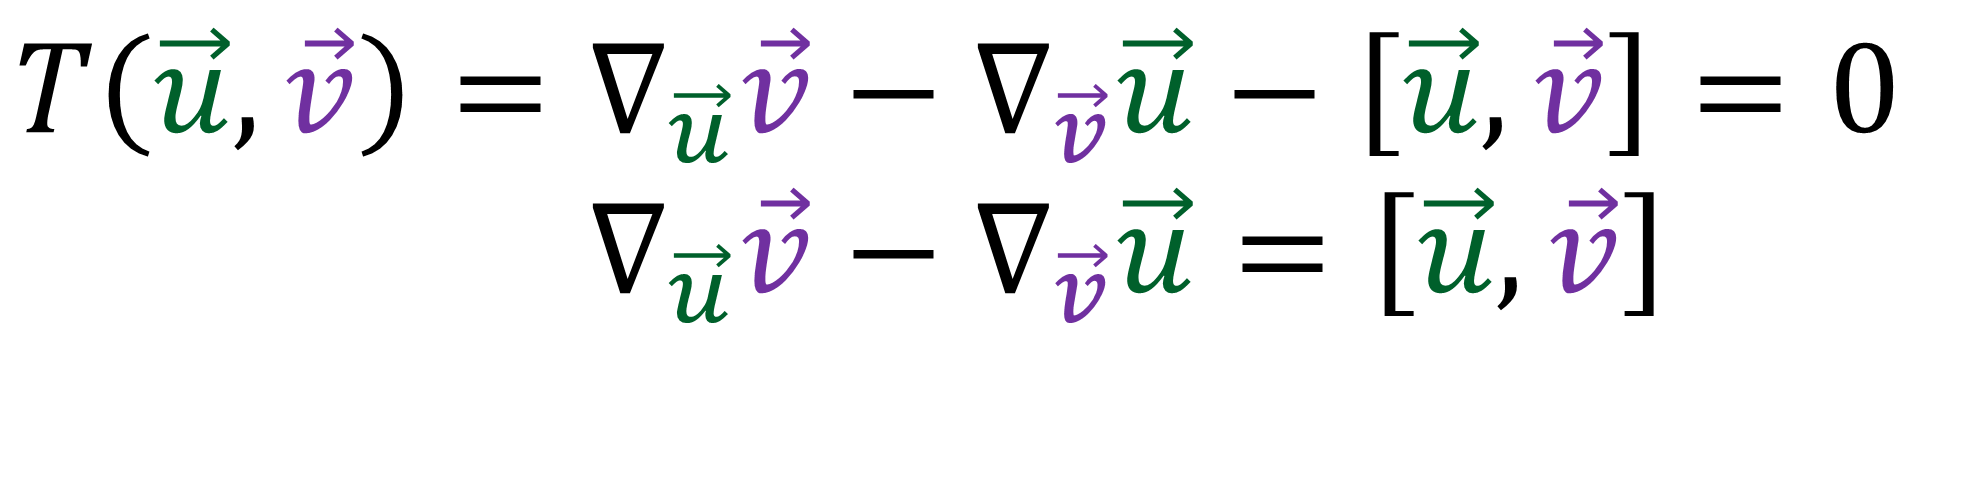 T(u⃗, v⃗) = ∇_u⃗ v⃗ − ∇_v⃗ u⃗ − [u⃗, v⃗] = 0
∇_u⃗ v⃗ − ∇_v⃗ u⃗ = [u⃗, v⃗]